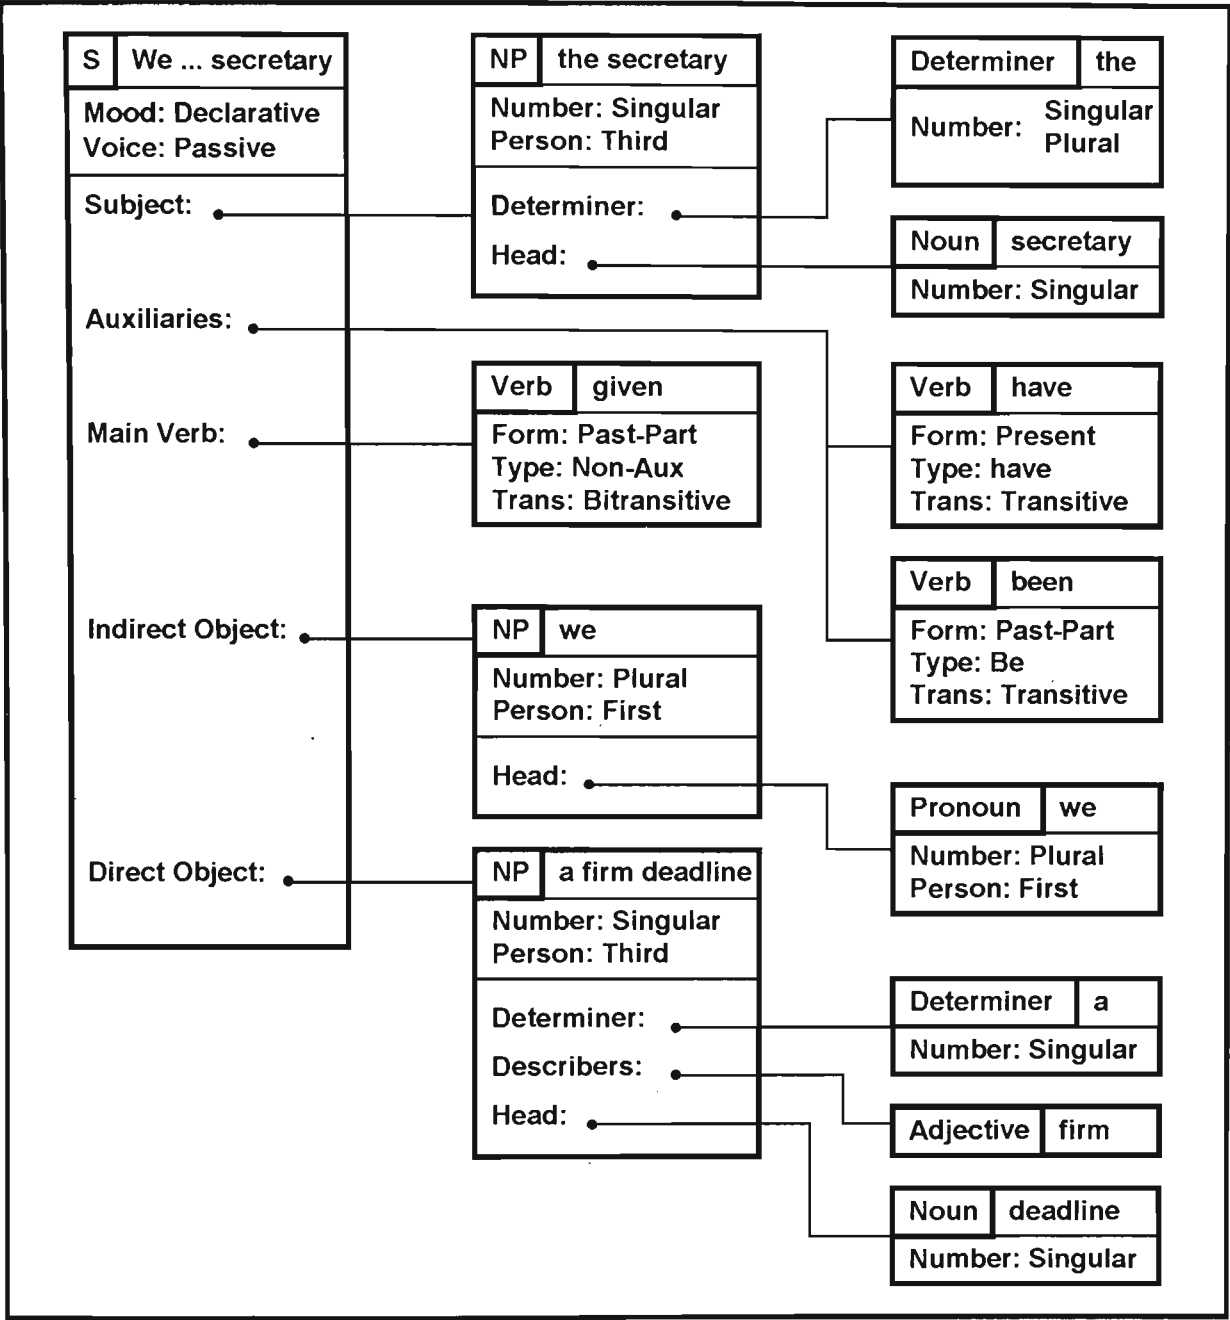 S We ... secretary
Mood: Declarative
Voice: Passive
Subject:
Auxiliaries:
Main Verb:
Indirect Object:
Direct Object:
NP the secretary
Number: Singular
Person: Third
Determiner:
Head:
Verb given
Form: Past-Part
Type: Non-Aux
Trans: Bitransitive
NP we
Number: Plural
Person: First
Head:
NP a firm deadline
Number: Singular
Person: Third
Determiner:
Describers:
Head:
Determiner the
Number: Singular
Plural
Noun secretary
Number: Singular
Verb have
Form: Present
Type: have
Trans: Transitive
Verb been
Form: Past-Part
Type: Be
Trans: Transitive
Pronoun we
Number: Plural
Person: First
Determiner a
Number: Singular
Adjective firm
Noun deadline
Number: Singular